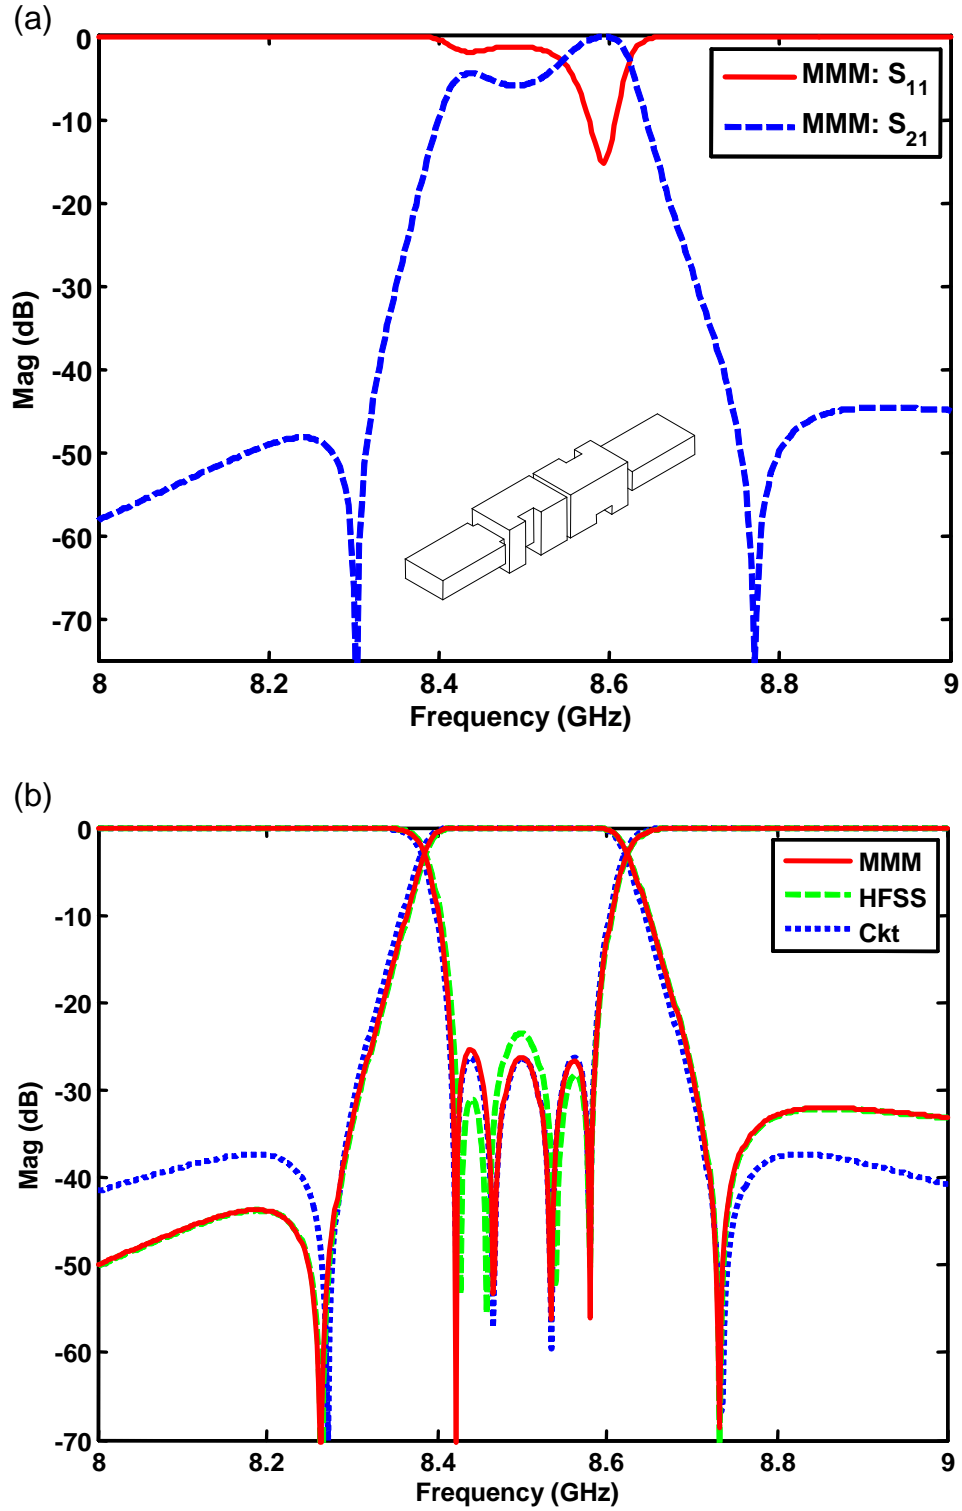 (a)
0
-10
-20
-30
-40
-50
-60
-70
Mag (dB)
MMM: S11
MMM: S21
8
8.2
8.4
8.6
8.8
9
Frequency (GHz)
(b)
0
-10
-20
-30
-40
-50
-60
-70
Mag (dB)
MMM
HFSS
Ckt
8
8.2
8.4
8.6
8.8
9
Frequency (GHz)